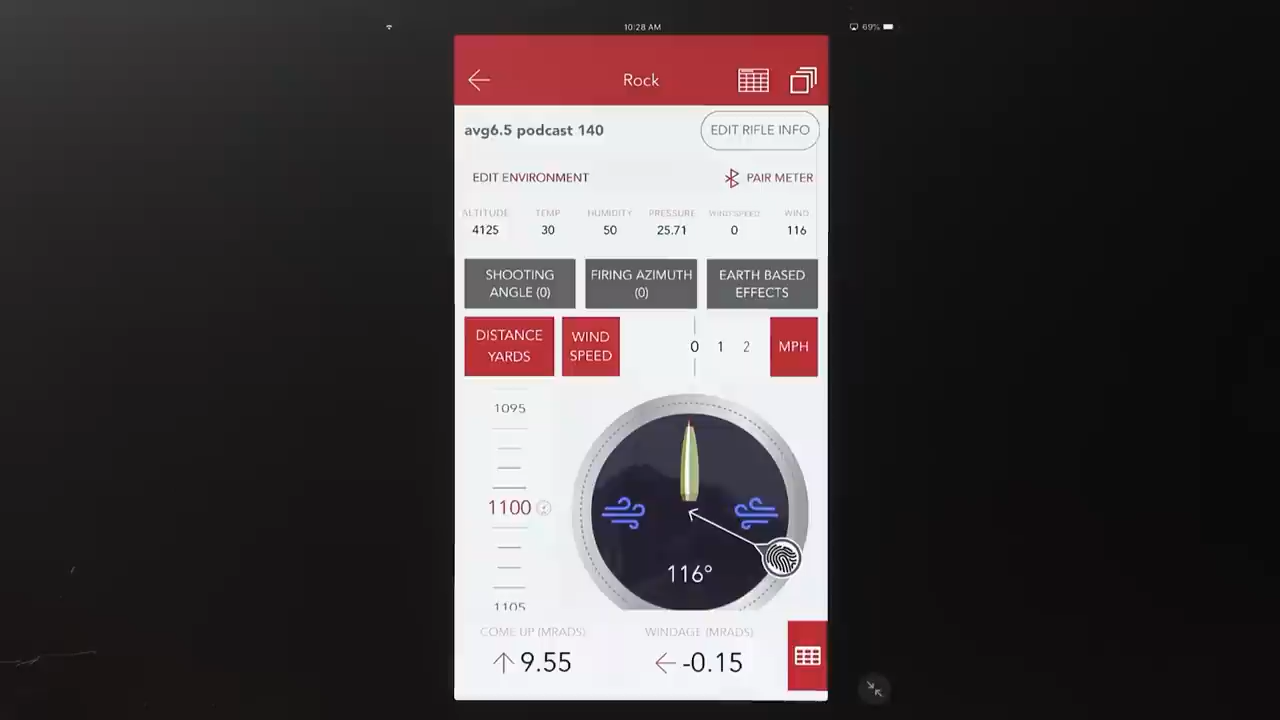 10:28 AM
69%
Rock
avg6.5 podcast 140
EDIT RIFLE INFO
EDIT ENVIRONMENT
PAIR METER
ALTITUDE TEMP HUMIDITY PRESSURE WIND SPEED WIND
4125 30 50 25.71 0 116
SHOOTING
ANGLE (0)
FIRING AZIMUTH
(0)
EARTH BASED
EFFECTS
DISTANCE
YARDS
WIND
SPEED
0 1 2
MPH
1095
1100
1105
116°
COME UP (MRADS)
9.55
WINDAGE (MRADS)
-0.15